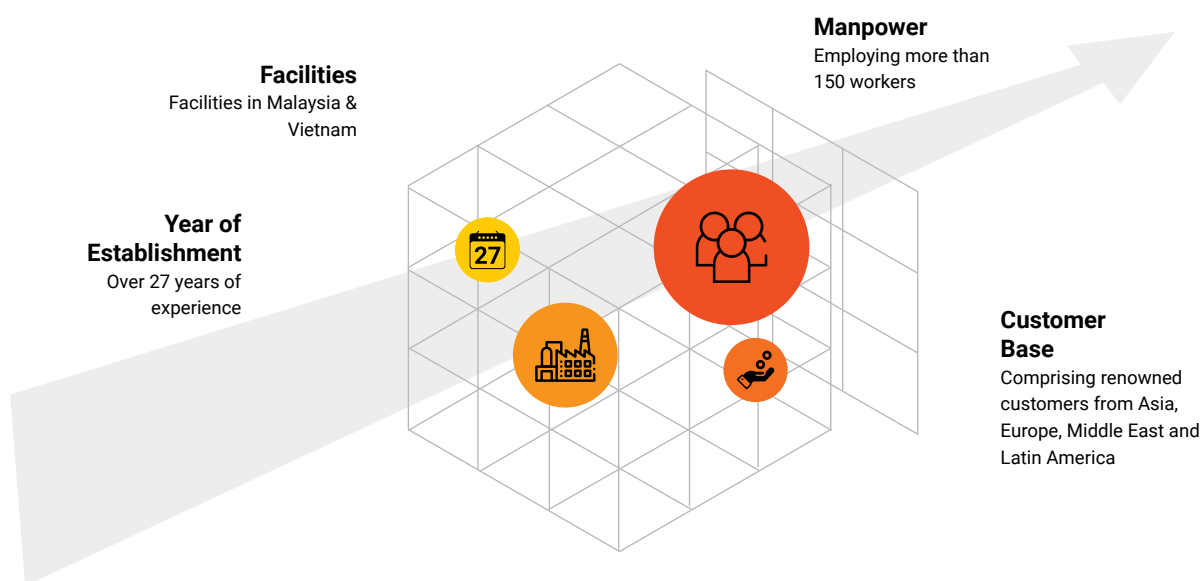 Facilities
Facilities in Malaysia &
Vietnam
Manpower
Employing more than
150 workers
Year of
Establishment
Over 27 years of
experience
27
Customer
Base
Comprising renowned
customers from Asia,
Europe, Middle East and
Latin America